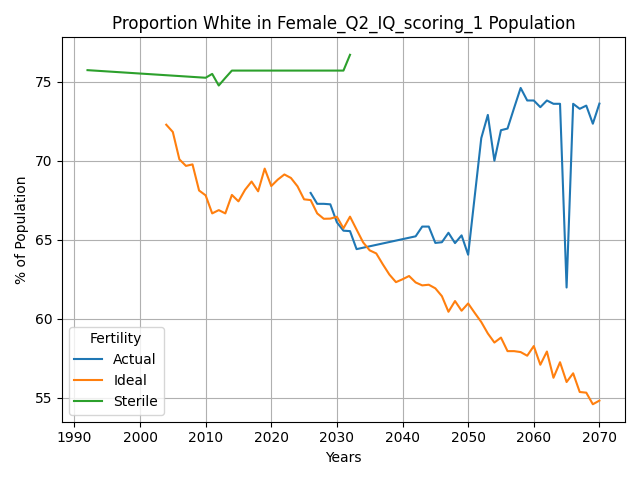 Proportion White in Female_Q2_IQ_scoring_1 Population
% of Population
75
70
65
60
55
Fertility
Actual
Ideal
Sterile
1990 2000 2010 2020 2030 2040 2050 2060 2070
Years